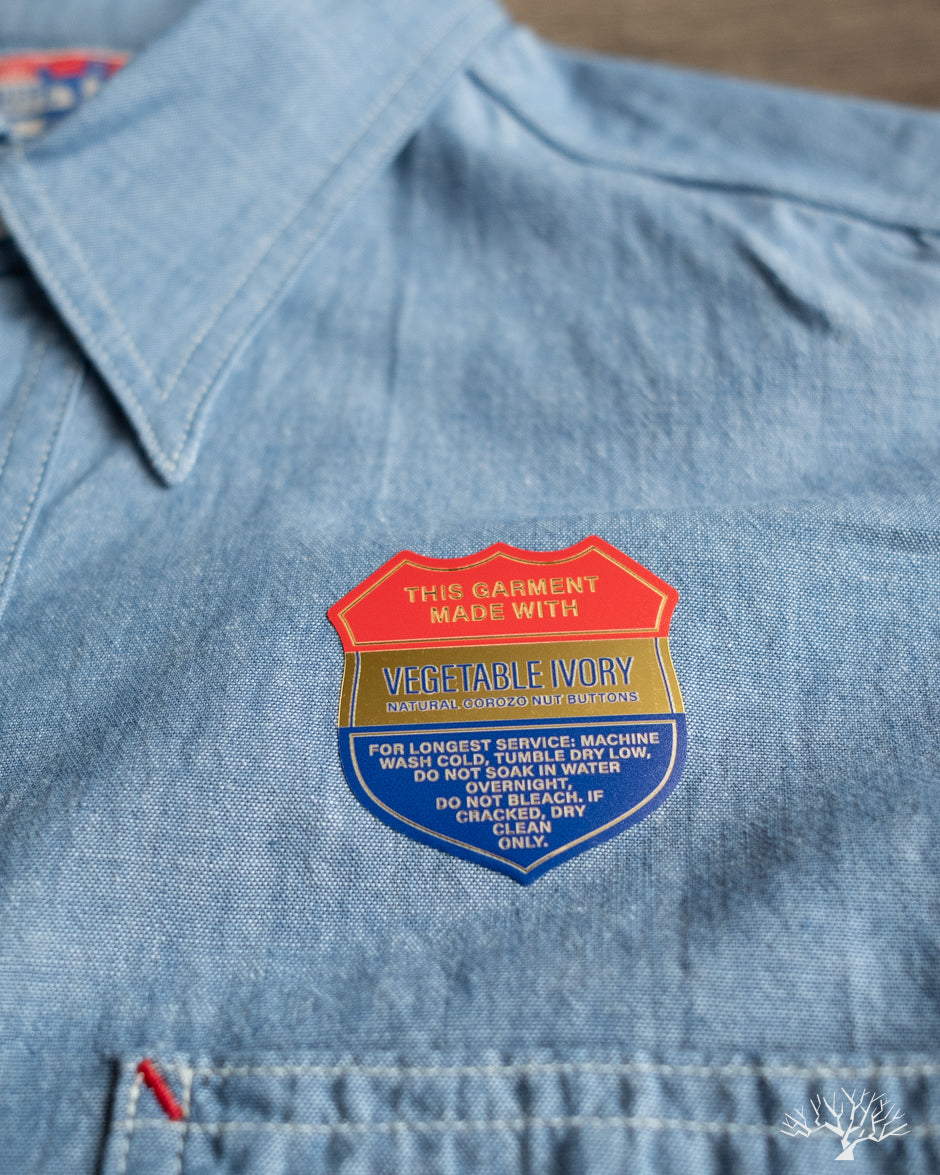 THIS GARMENT
MADE WITH
VEGETABLE IVORY
NATURAL COROZO NUT BUTTONS
FOR LONGEST SERVICE: MACHINE
WASH COLD, TUMBLE DRY LOW,
DO NOT SOAK IN WATER
OVERNIGHT,
DO NOT BLEACH. IF
CRACKED, DRY
CLEAN
ONLY.